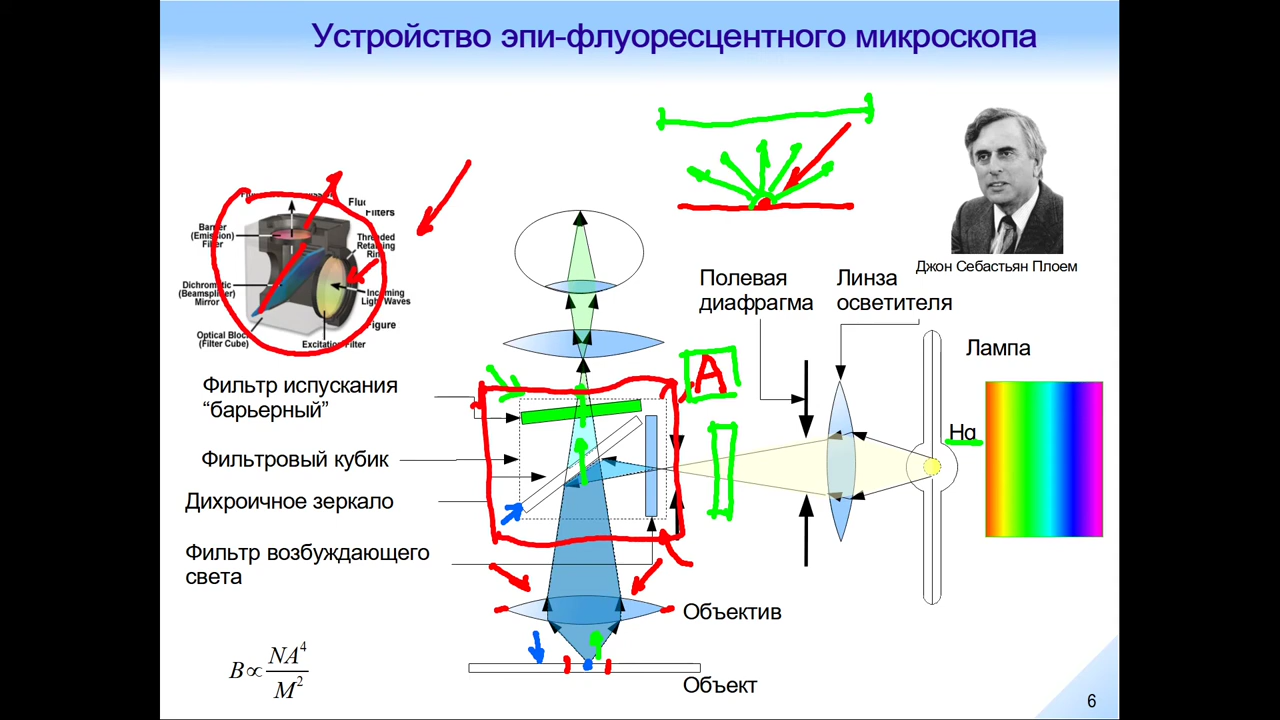 Устройство эпи-флуоресцентного микроскопа
Filters
Barrier
(Emission)
Filter
Threaded
Retaining
Dichromatic
(Beamsplitter)
Mirror
Incoming
Light Waves
Optical Block
(Filter Cube)
Figure
Excitation Filter
Джон Себастьян Плоем
Полевая
диафрагма
Линза
осветителя
Лампа
Hg
A
Фильтр испускания
“барьерный”
Фильтровый кубик
Дихроичное зеркало
Фильтр возбуждающего
света
Объектив
Объект
B∝NA⁴/M²
6